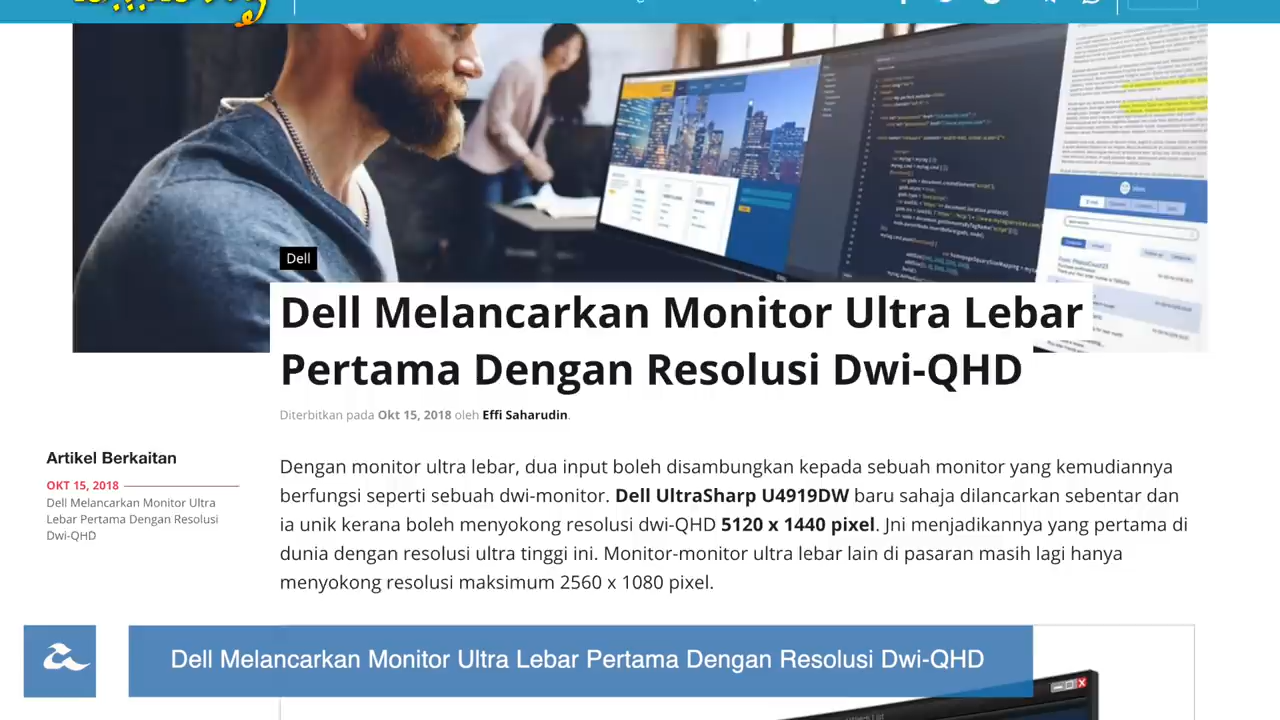 Dell
Dell Melancarkan Monitor Ultra Lebar
Pertama Dengan Resolusi Dwi-QHD
Diterbitkan pada Okt 15, 2018 oleh Effi Saharudin.
Artikel Berkaitan
OKT 15, 2018
Dell Melancarkan Monitor Ultra
Lebar Pertama Dengan Resolusi
Dwi-QHD
Dengan monitor ultra lebar, dua input boleh disambungkan kepada sebuah monitor yang kemudiannya
berfungsi seperti sebuah dwi-monitor. Dell UltraSharp U4919DW baru sahaja dilancarkan sebentar dan
ia unik kerana boleh menyokong resolusi dwi-QHD 5120 x 1440 pixel. Jni menjadikannya yang pertama di
dunia dengan resolusi ultra tinggi ini. Monitor-monitor ultra lebar lain di pasaran masih lagi hanya
menyokong resolusi maksimum 2560 x 1080 pixel.
Dell Melancarkan Monitor Ultra Lebar Pertama Dengan Resolusi Dwi-QHD